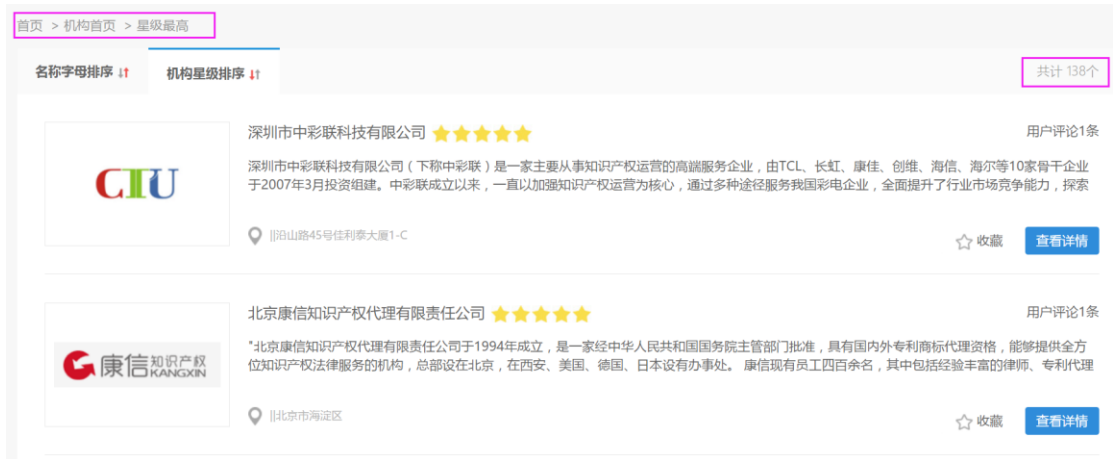 首页 > 机构首页 > 星级最高
名称字母排序 ↓↑ 机构星级排序 ↓↑ 共计 138个
深圳市中彩联科技有限公司 用户评论1条
深圳市中彩联科技有限公司（下称中彩联）是一家主要从事知识产权运营的高端服务企业，由TCL、长虹、康佳、创维、海信、海尔等10家骨干企业
于2007年3月投资组建。中彩联成立以来，一直以加强知识产权运营为核心，通过多种途径服务我国彩电企业，全面提升了行业市场竞争能力，探索
CTU
||沿山路45号佳利泰大厦1-C
收藏 查看详情
北京康信知识产权代理有限责任公司 用户评论1条
"北京康信知识产权代理有限责任公司于1994年成立，是一家经中华人民共和国国务院主管部门批准，具有国内外专利商标代理资格，能够提供全方
位知识产权法律服务的机构，总部设在北京，在西安、美国、德国、日本设有办事处。 康信现有员工四百余名，其中包括经验丰富的律师、专利代理
康信知识产权
KANGXIN
||北京市海淀区
收藏 查看详情